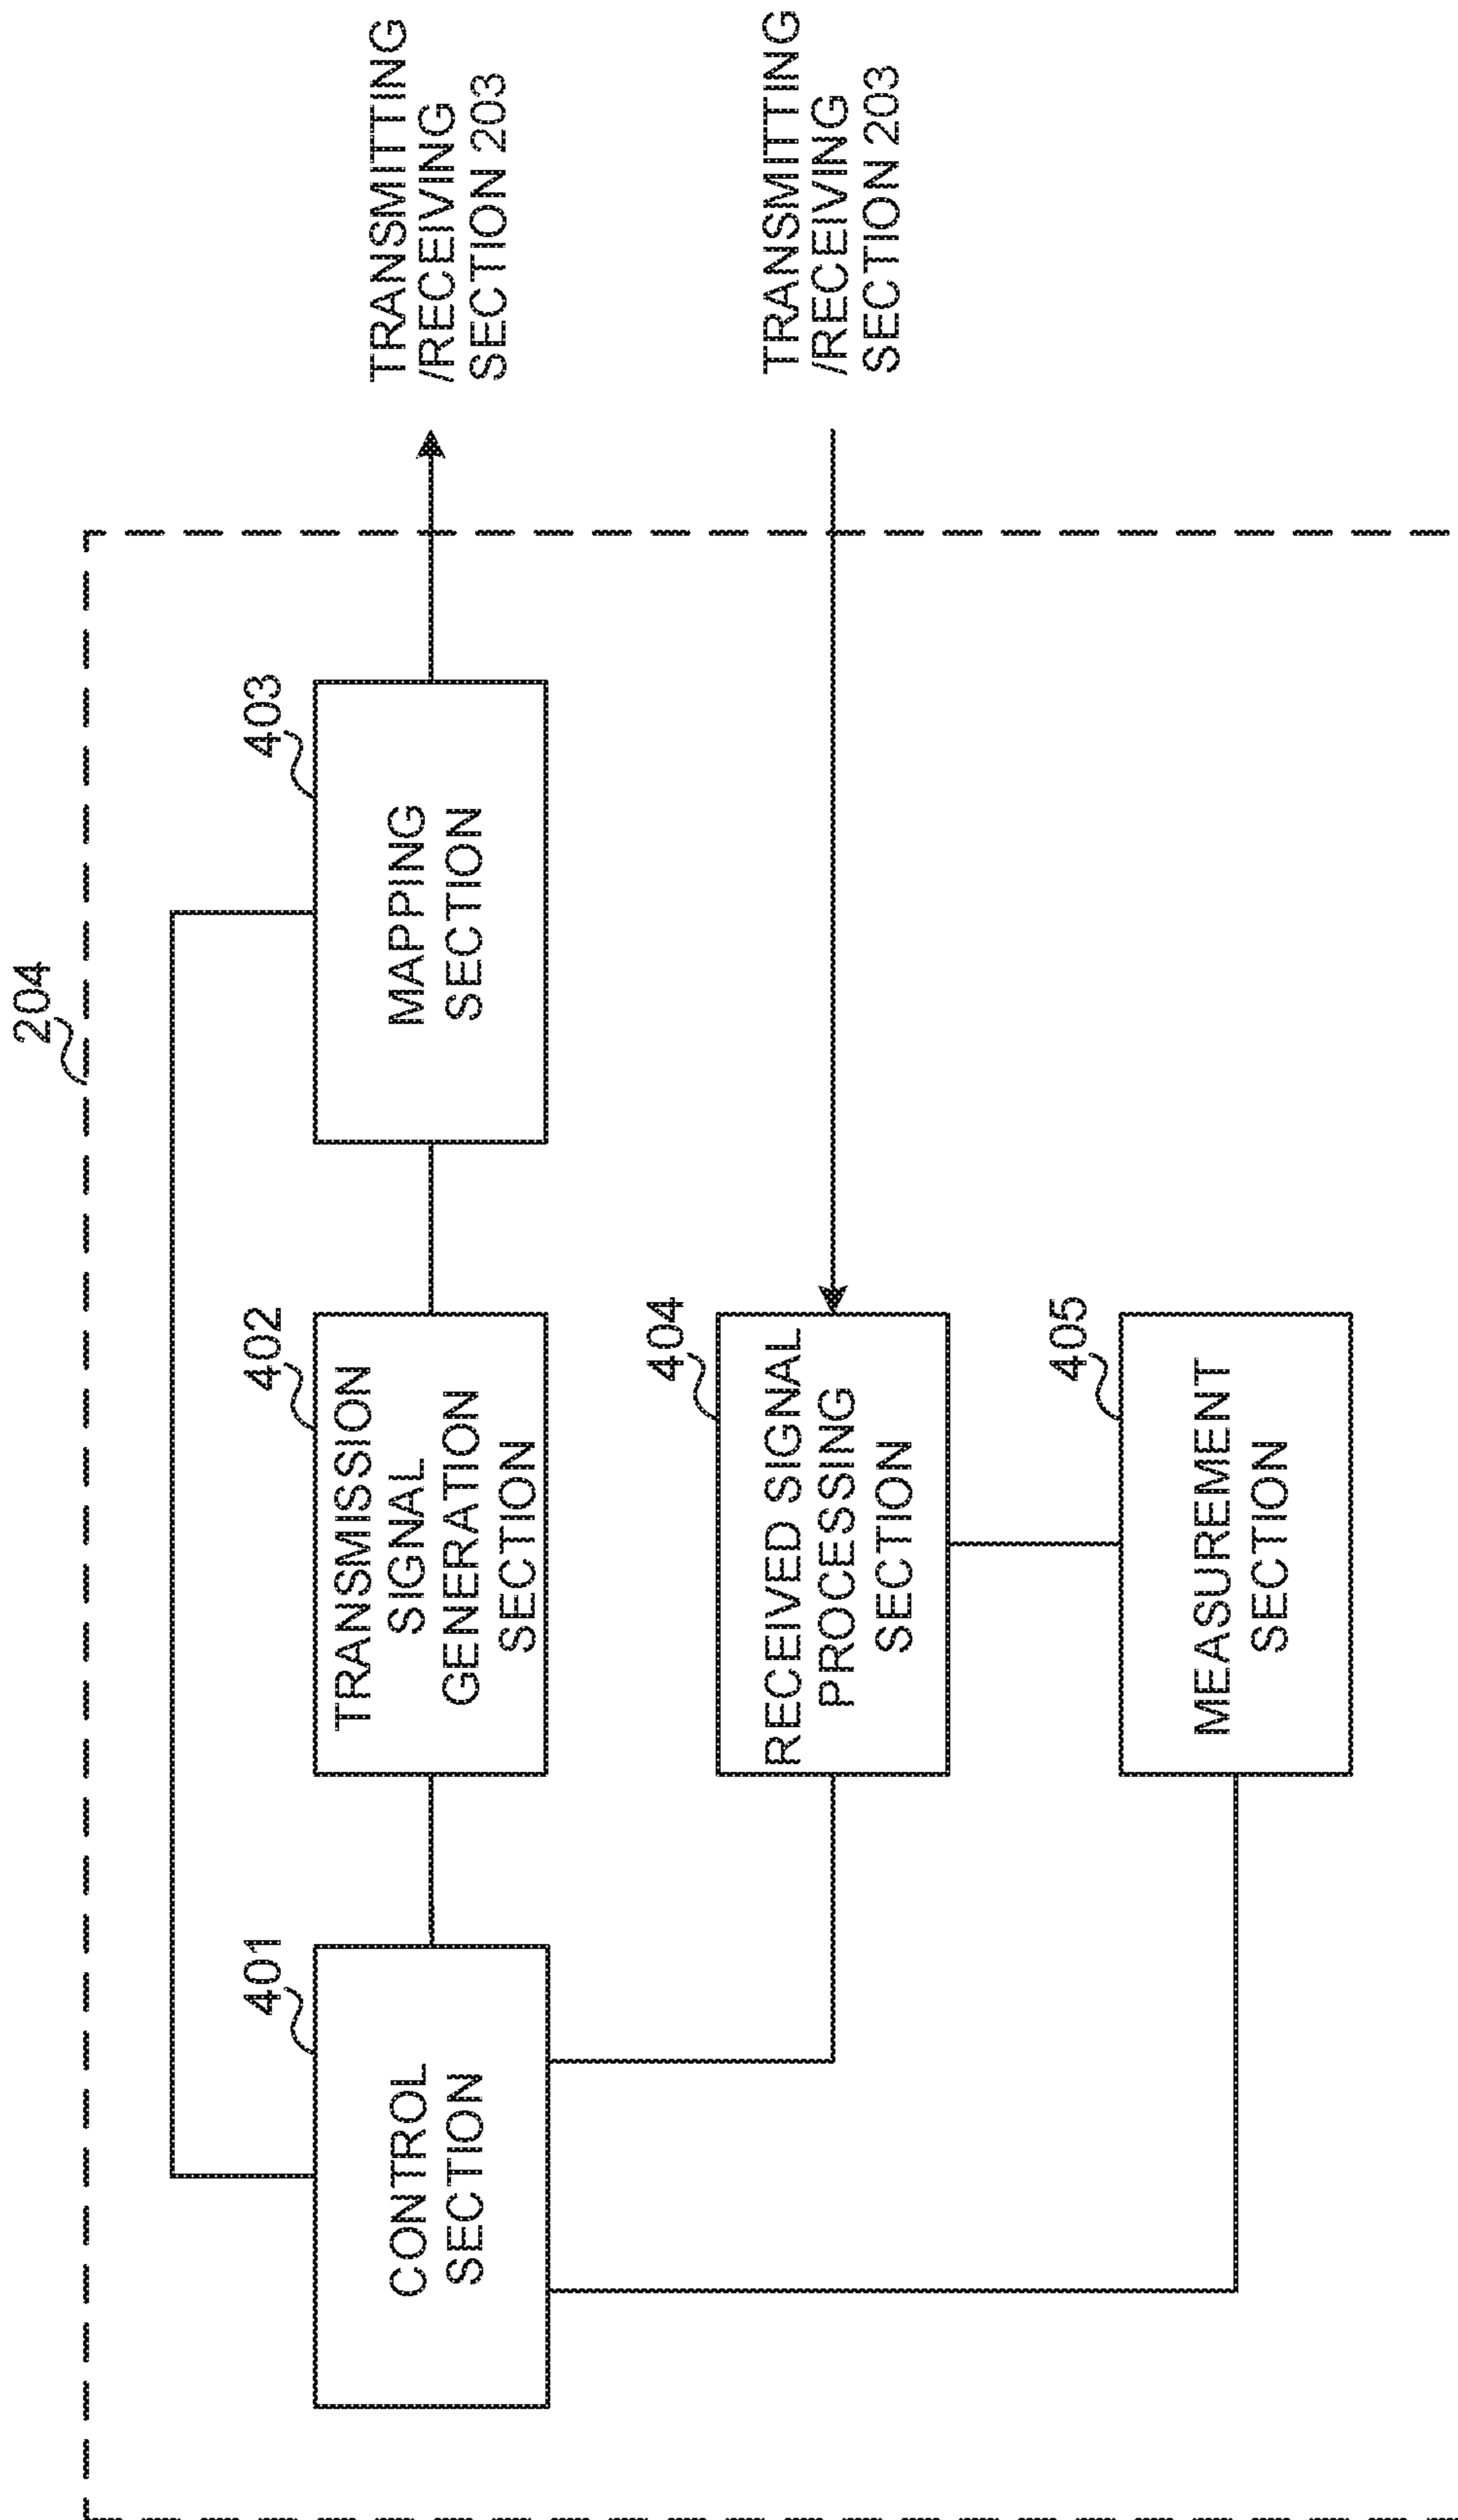 204
401
CONTROL
SECTION
402
TRANSMISSION
SIGNAL
GENERATION
SECTION
403
MAPPING
SECTION
TRANSMITTING
/RECEIVING
SECTION 203
404
RECEIVED SIGNAL
PROCESSING
SECTION
TRANSMITTING
/RECEIVING
SECTION 203
405
MEASUREMENT
SECTION